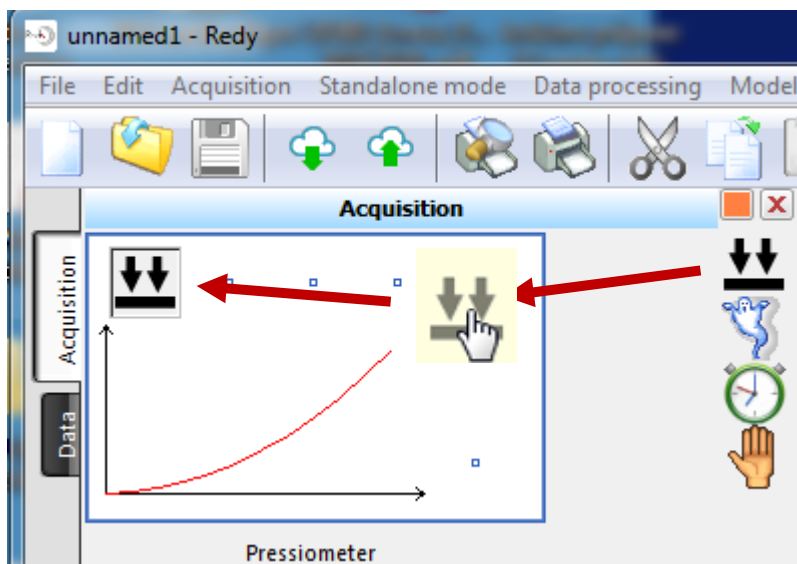 unnamed1 - Redy
File Edit Acquisition Standalone mode Data processing Model
Acquisition
Acquisition
Data
Pressiometer